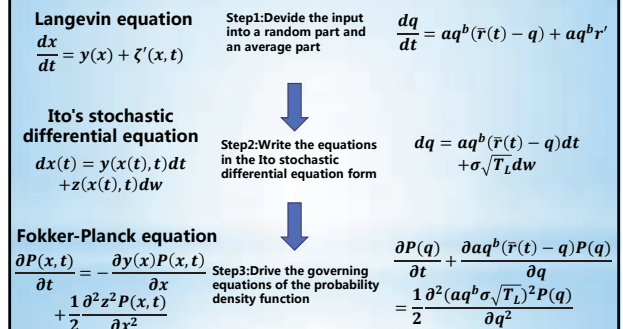 Langevin equation
dx/dt = y(x) + ζ′(x, t)
Step1:Devide the input
into a random part and
an average part
dq/dt = aq^b(r̄(t) − q) + aq^b r′
Ito's stochastic
differential equation
dx(t) = y(x(t), t)dt
+z(x(t), t)dw
Step2:Write the equations
in the Ito stochastic
differential equation form
dq = aq^b(r̄(t) − q)dt
+σ√T_L dw
Fokker-Planck equation
∂P(x, t)/∂t = − ∂y(x)P(x, t)/∂x
+ 1/2 ∂²z²P(x, t)/∂x²
Step3:Drive the governing
equations of the probability
density function
∂P(q)/∂t + ∂aq^b(r̄(t) − q)P(q)/∂q
= 1/2 ∂²(aq^bσ√T_L)²P(q)/∂q²